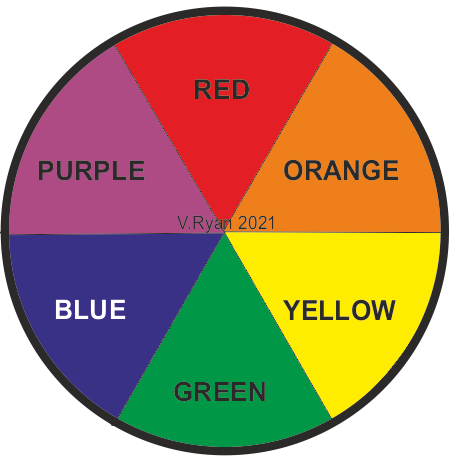 RED
PURPLE
ORANGE
V.Ryan 2021
BLUE
YELLOW
GREEN